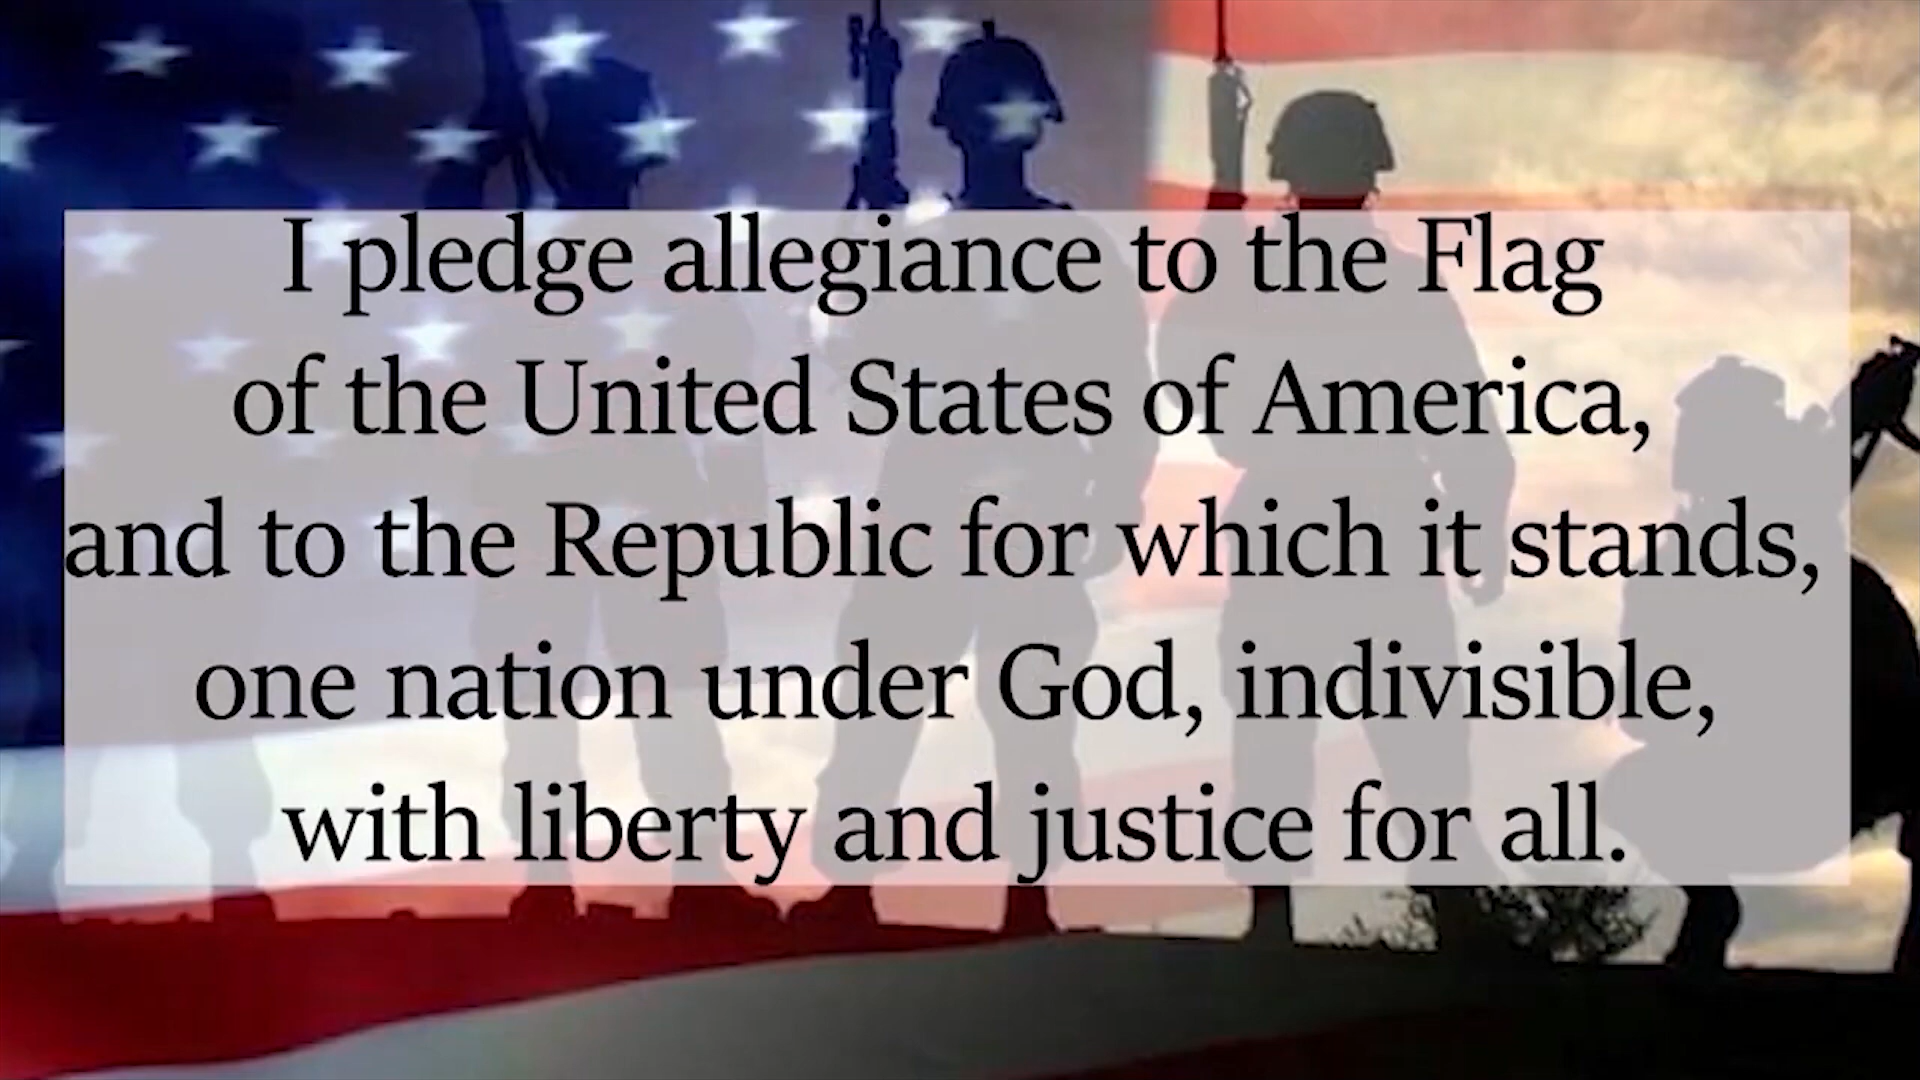 I pledge allegiance to the Flag
of the United States of America,
and to the Republic for which it stands,
one nation under God, indivisible,
with liberty and justice for all.